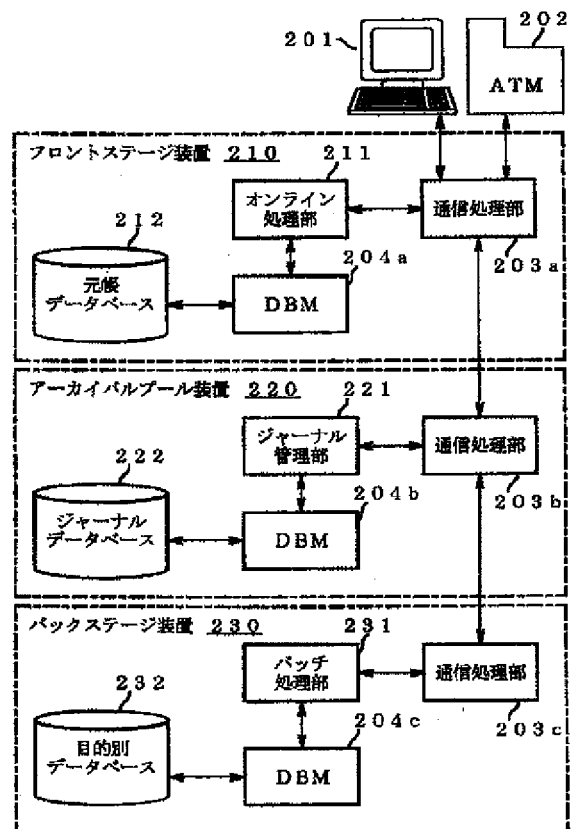 201
202
ATM
フロントステージ装置 210
211
オンライン
処理部
通信処理部
212
204a
203a
元帳
データベース
DBM
アーカイバルプール装置 220
221
ジャーナル
管理部
通信処理部
222
204b
203b
ジャーナル
データベース
DBM
バックステージ装置 230
231
バッチ
処理部
通信処理部
232
204c
203c
目的別
データベース
DBM